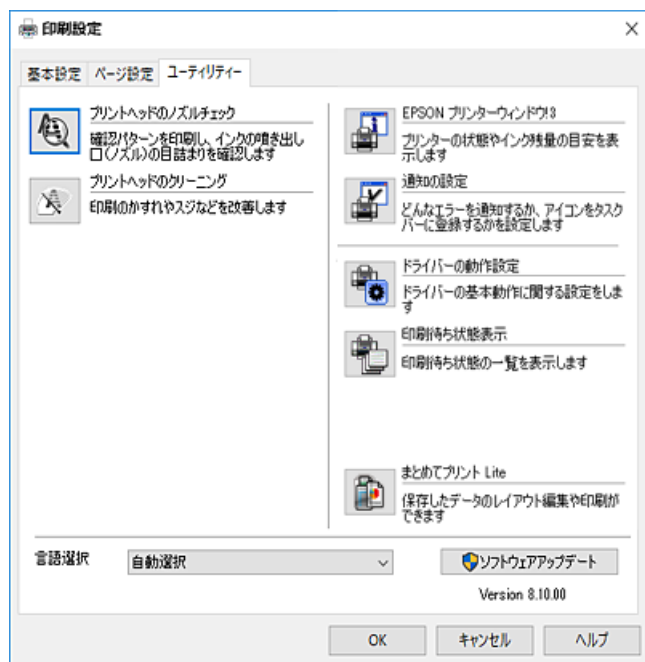 印刷設定
基本設定 ページ設定 ユーティリティー
プリントヘッドのノズルチェック
確認パターンを印刷し、インクの噴き出し
口(ノズル)の目詰まりを確認します
プリントヘッドのクリーニング
印刷のかすれやスジなどを改善します
EPSON プリンターウィンドウ!3
プリンターの状態やインク残量の目安を表
示します
通知の設定
どんなエラーを通知するか、アイコンをタスク
バーに登録するかを設定します
ドライバーの動作設定
ドライバーの基本動作に関する設定をしま
す
印刷待ち状態表示
印刷待ち状態の一覧を表示します
まとめてプリント Lite
保存したデータのレイアウト編集や印刷が
できます
言語選択 自動選択 ソフトウェアアップデート
Version 8.10.00
OK キャンセル ヘルプ